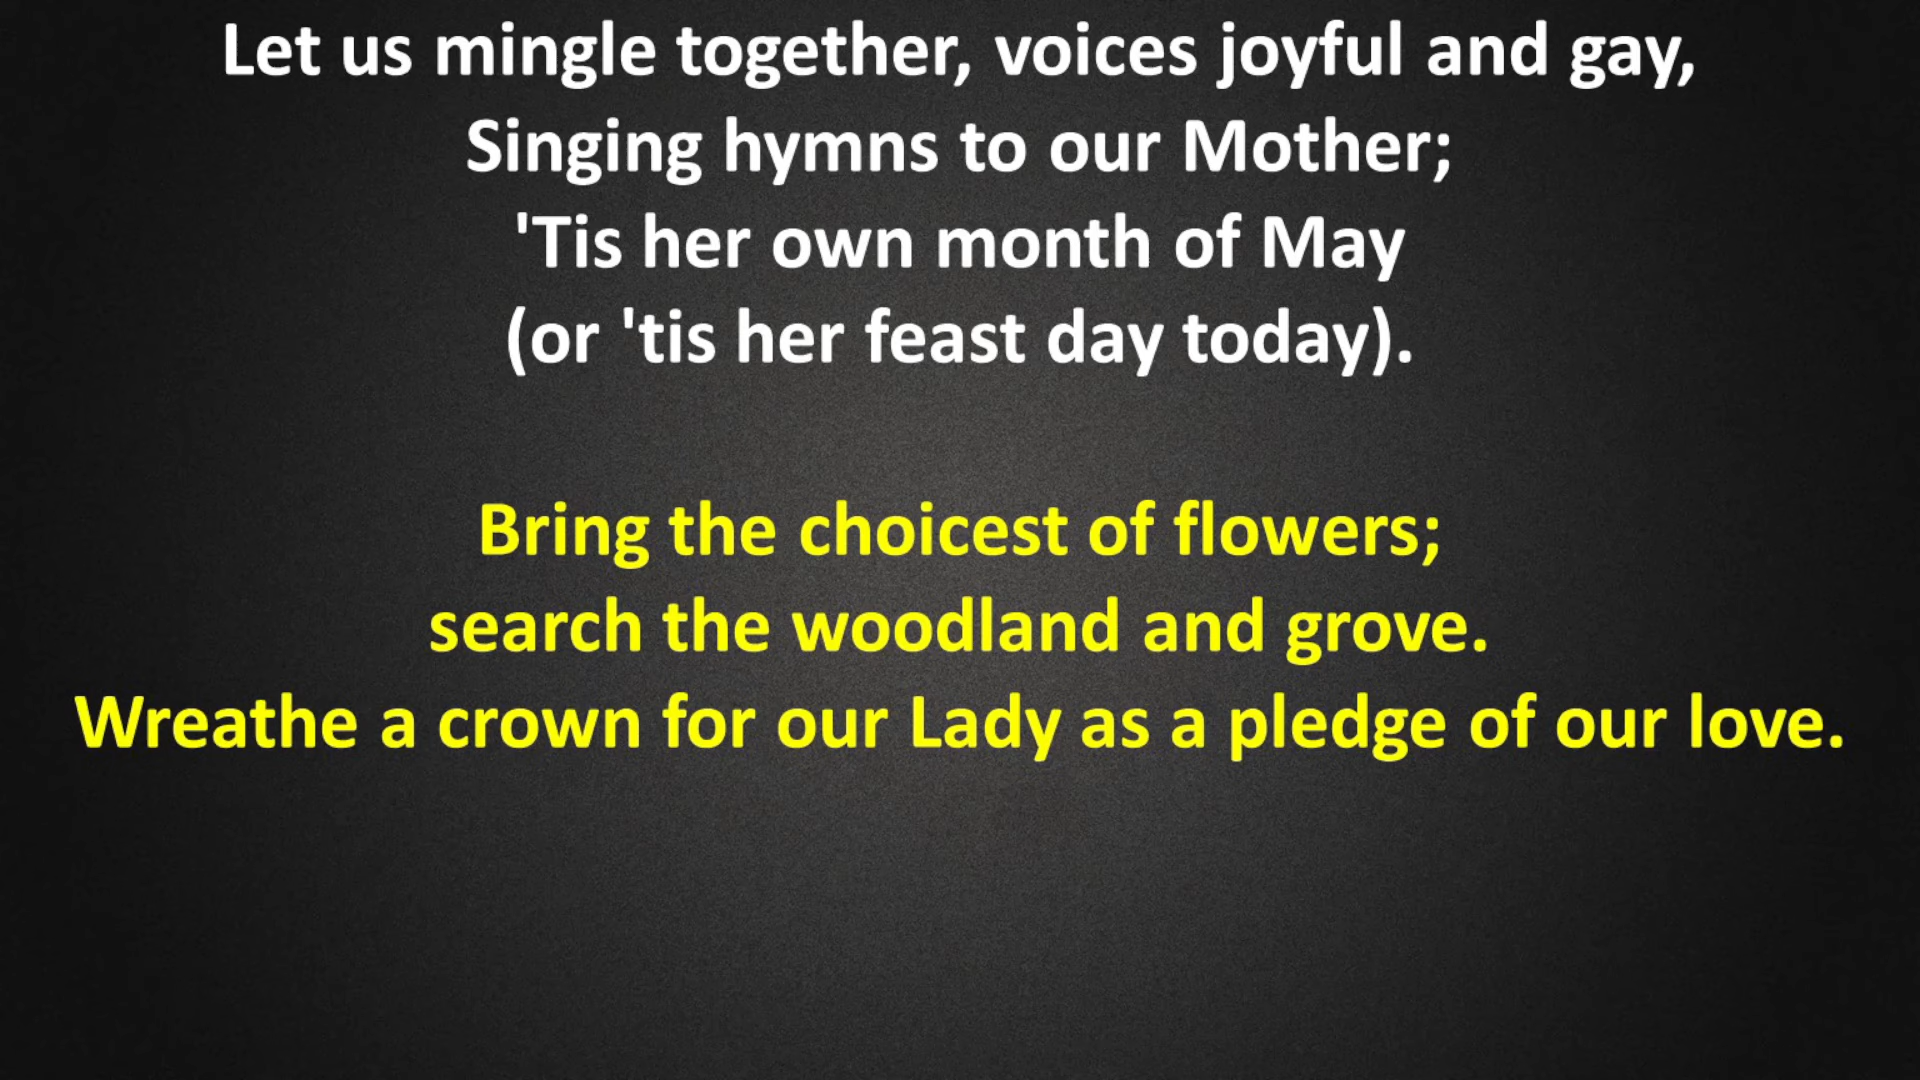 Let us mingle together, voices joyful and gay,
Singing hymns to our Mother;
'Tis her own month of May
(or 'tis her feast day today).
Bring the choicest of flowers;
search the woodland and grove.
Wreathe a crown for our Lady as a pledge of our love.